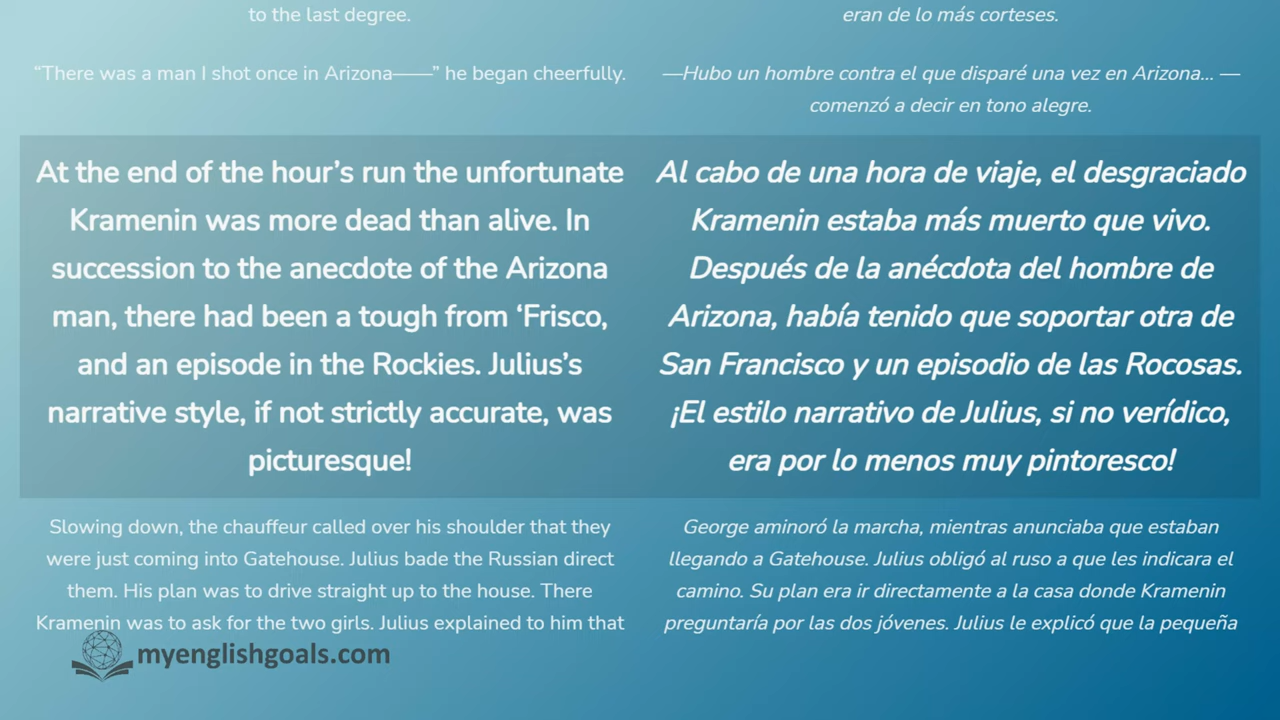 to the last degree.
“There was a man I shot once in Arizona——” he began cheerfully.
At the end of the hour’s run the unfortunate
Kramenin was more dead than alive. In
succession to the anecdote of the Arizona
man, there had been a tough from ‘Frisco,
and an episode in the Rockies. Julius’s
narrative style, if not strictly accurate, was
picturesque!
Slowing down, the chauffeur called over his shoulder that they
were just coming into Gatehouse. Julius bade the Russian direct
them. His plan was to drive straight up to the house. There
Kramenin was to ask for the two girls. Julius explained to him that
eran de lo más corteses.
—Hubo un hombre contra el que disparé una vez en Arizona... —
comenzó a decir en tono alegre.
Al cabo de una hora de viaje, el desgraciado
Kramenin estaba más muerto que vivo.
Después de la anécdota del hombre de
Arizona, había tenido que soportar otra de
San Francisco y un episodio de las Rocosas.
¡El estilo narrativo de Julius, si no verídico,
era por lo menos muy pintoresco!
George aminoró la marcha, mientras anunciaba que estaban
llegando a Gatehouse. Julius obligó al ruso a que les indicara el
camino. Su plan era ir directamente a la casa donde Kramenin
preguntaría por las dos jóvenes. Julius le explicó que la pequeña
myenglishgoals.com